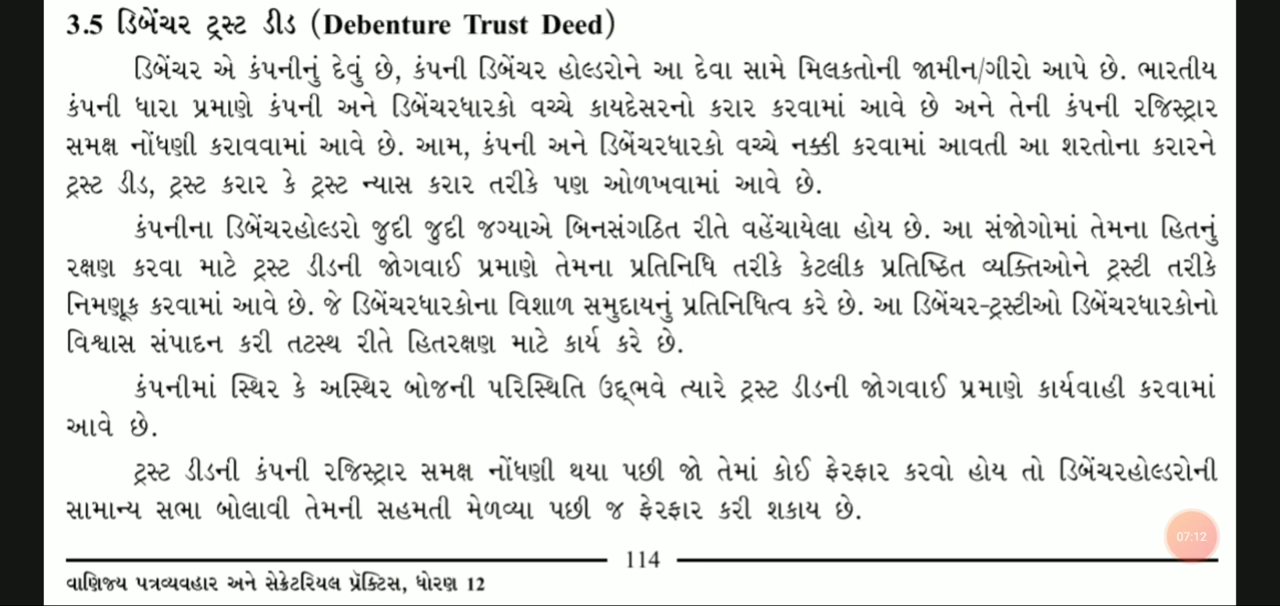 3.5 ડિબેંચર ટ્રસ્ટ ડીડ (Debenture Trust Deed)
ડિબેંચર એ કંપનીનું દેવું છે, કંપની ડિબેંચર હોલ્ડરોને આ દેવા સામે મિલકતોની જામીન/ગીરો આપે છે. ભારતીય
કંપની ધારા પ્રમાણે કંપની અને ડિબેંચરધારકો વચ્ચે કાયદેસરનો કરાર કરવામાં આવે છે અને તેની કંપની રજિસ્ટ્રાર
સમક્ષ નોંધણી કરાવવામાં આવે છે. આમ, કંપની અને ડિબેંચરધારકો વચ્ચે નક્કી કરવામાં આવતી આ શરતોના કરારને
ટ્રસ્ટ ડીડ, ટ્રસ્ટ કરાર કે ટ્રસ્ટ ન્યાસ કરાર તરીકે પણ ઓળખવામાં આવે છે.
કંપનીના ડિબેંચરહોલ્ડરો જુદી જુદી જગ્યાએ બિનસંગઠિત રીતે વહેંચાયેલા હોય છે. આ સંજોગોમાં તેમના હિતનું
રક્ષણ કરવા માટે ટ્રસ્ટ ડીડની જોગવાઈ પ્રમાણે તેમના પ્રતિનિધિ તરીકે કેટલીક પ્રતિષ્ઠિત વ્યક્તિઓને ટ્રસ્ટી તરીકે
નિમણૂક કરવામાં આવે છે. જે ડિબેંચરધારકોના વિશાળ સમુદાયનું પ્રતિનિધિત્વ કરે છે. આ ડિબેંચર-ટ્રસ્ટીઓ ડિબેંચરધારકોનો
વિશ્વાસ સંપાદન કરી તટસ્થ રીતે હિતરક્ષણ માટે કાર્ય કરે છે.
કંપનીમાં સ્થિર કે અસ્થિર બોજની પરિસ્થિતિ ઉદ્ભવે ત્યારે ટ્રસ્ટ ડીડની જોગવાઈ પ્રમાણે કાર્યવાહી કરવામાં
આવે છે.
ટ્રસ્ટ ડીડની કંપની રજિસ્ટ્રાર સમક્ષ નોંધણી થયા પછી જો તેમાં કોઈ ફેરફાર કરવો હોય તો ડિબેંચરહોલ્ડરોની
સામાન્ય સભા બોલાવી તેમની સહમતી મેળવ્યા પછી જ ફેરફાર કરી શકાય છે.
07:12
114
વાણિજ્ય પત્રવ્યવહાર અને સેક્રેટરિયલ પ્રૅક્ટિસ, ધોરણ 12